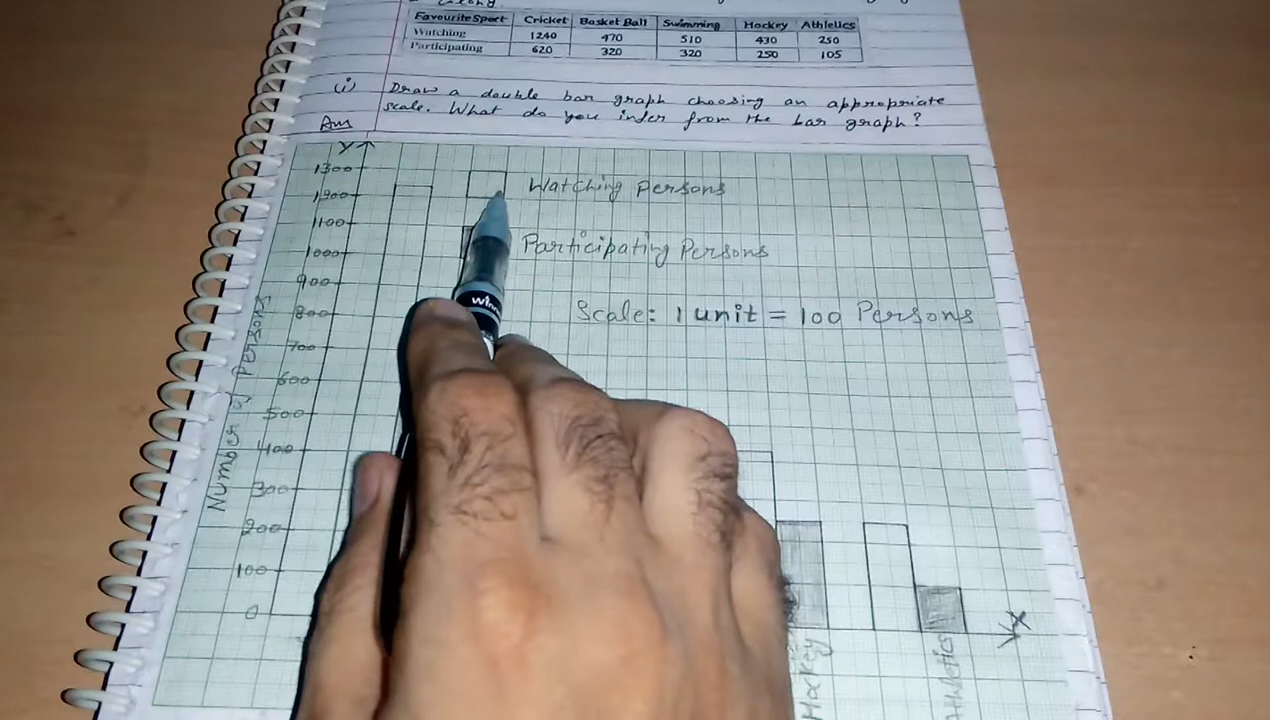 Favourite Sport Cricket Basket Ball Swimming Hockey Athletics
Watching 1240 470 510 430 250
Participating 620 320 320 250 105
(i) Draw a double bar graph choosing an appropriate
scale. What do you infer from the bar graph?
Ans
Y
1300
1200
1100
1000
900
800
700
600
500
400
300
200
100
0
Number of Persons
Watching Persons
Participating Persons
Scale: 1 unit = 100 Persons
X
Hockey
Athletics